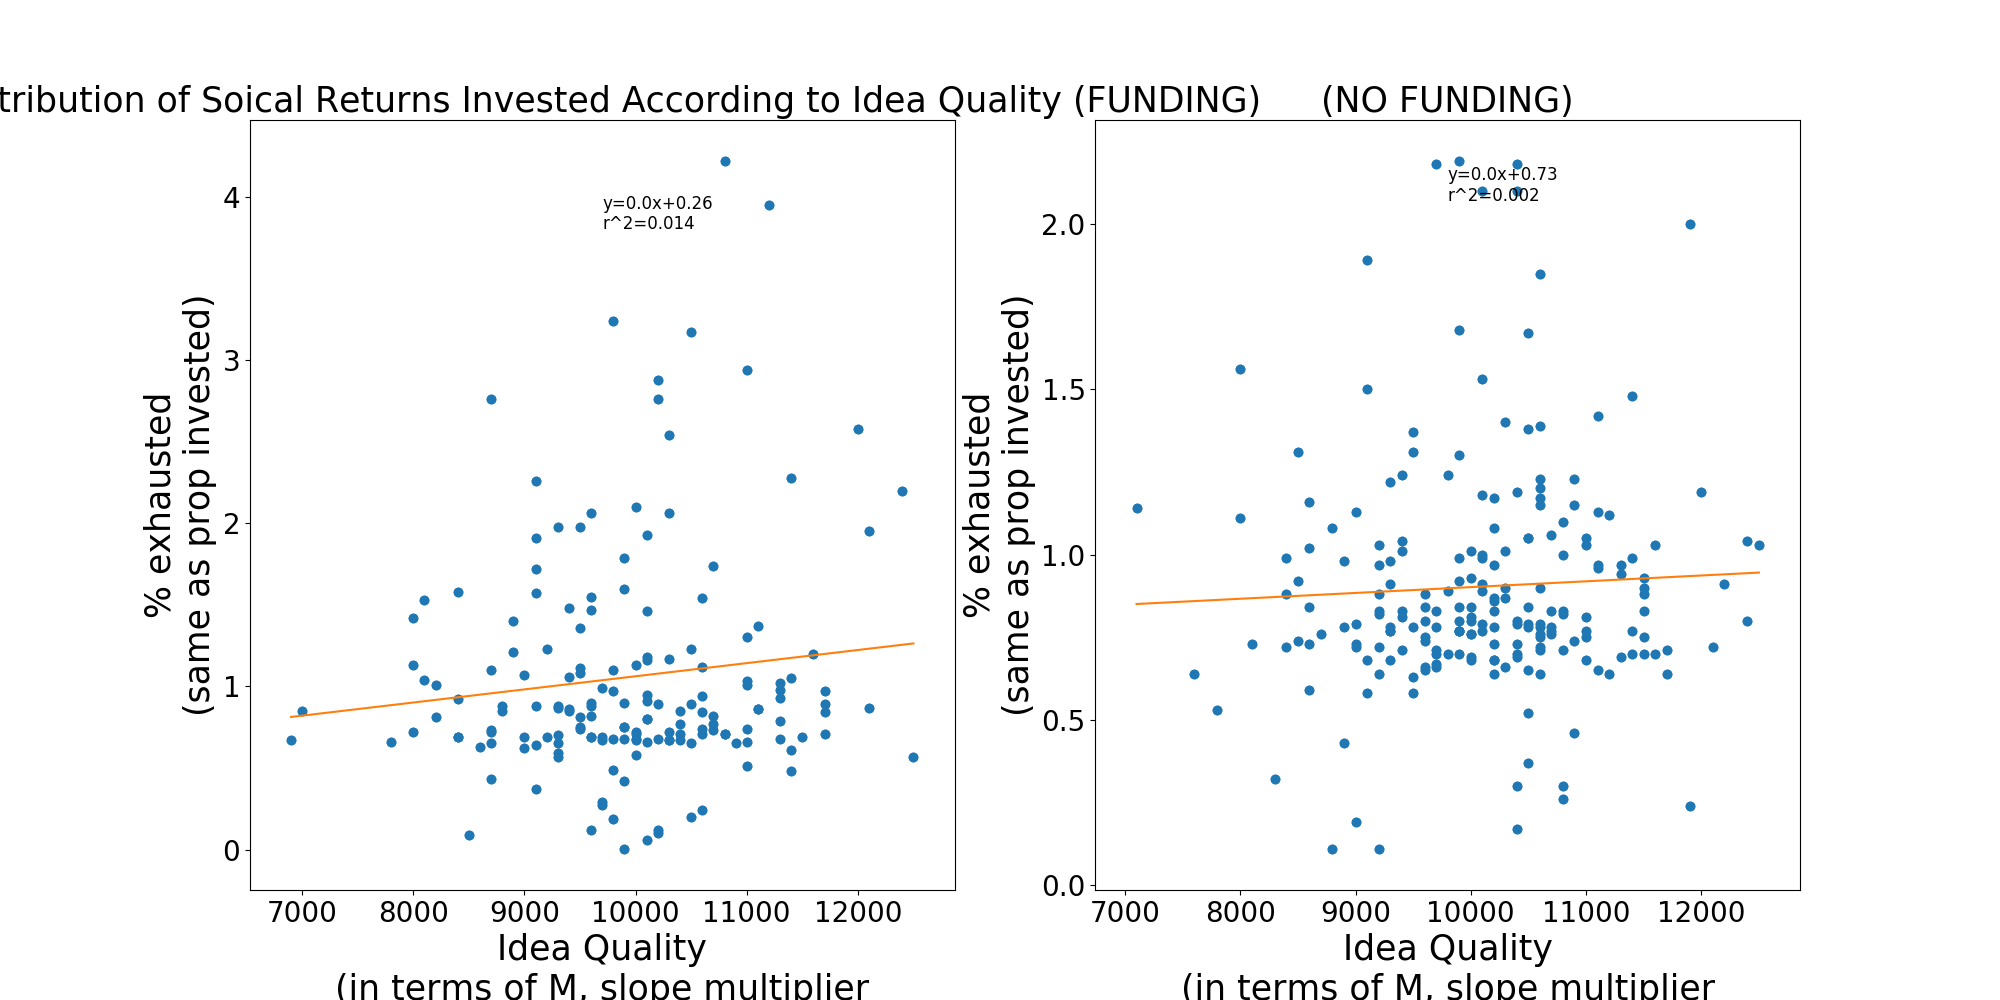 tribution of Soical Returns Invested According to Idea Quality (FUNDING)
(NO FUNDING)
% exhausted
(same as prop invested)
4
3
2
1
0
y=0.0x+0.26
r^2=0.014
7000 8000 9000 10000 11000 12000
Idea Quality
(in terms of M, slope multiplier
% exhausted
(same as prop invested)
2.0
1.5
1.0
0.5
0.0
y=0.0x+0.73
r^2=0.002
7000 8000 9000 10000 11000 12000
Idea Quality
(in terms of M, slope multiplier